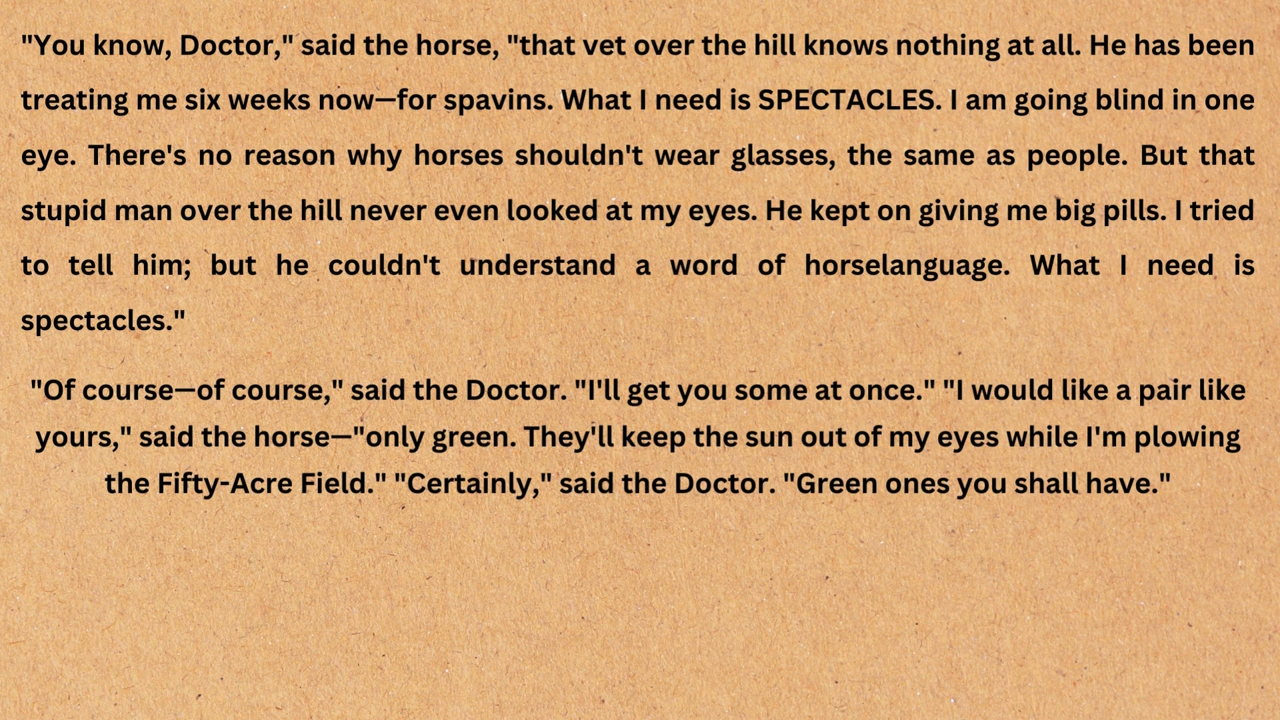 "You know, Doctor," said the horse, "that vet over the hill knows nothing at all. He has been
treating me six weeks now—for spavins. What I need is SPECTACLES. I am going blind in one
eye. There's no reason why horses shouldn't wear glasses, the same as people. But that
stupid man over the hill never even looked at my eyes. He kept on giving me big pills. I tried
to tell him; but he couldn't understand a word of horselanguage. What I need is
spectacles."
"Of course—of course," said the Doctor. "I'll get you some at once." "I would like a pair like
yours," said the horse—"only green. They'll keep the sun out of my eyes while I'm plowing
the Fifty-Acre Field." "Certainly," said the Doctor. "Green ones you shall have."